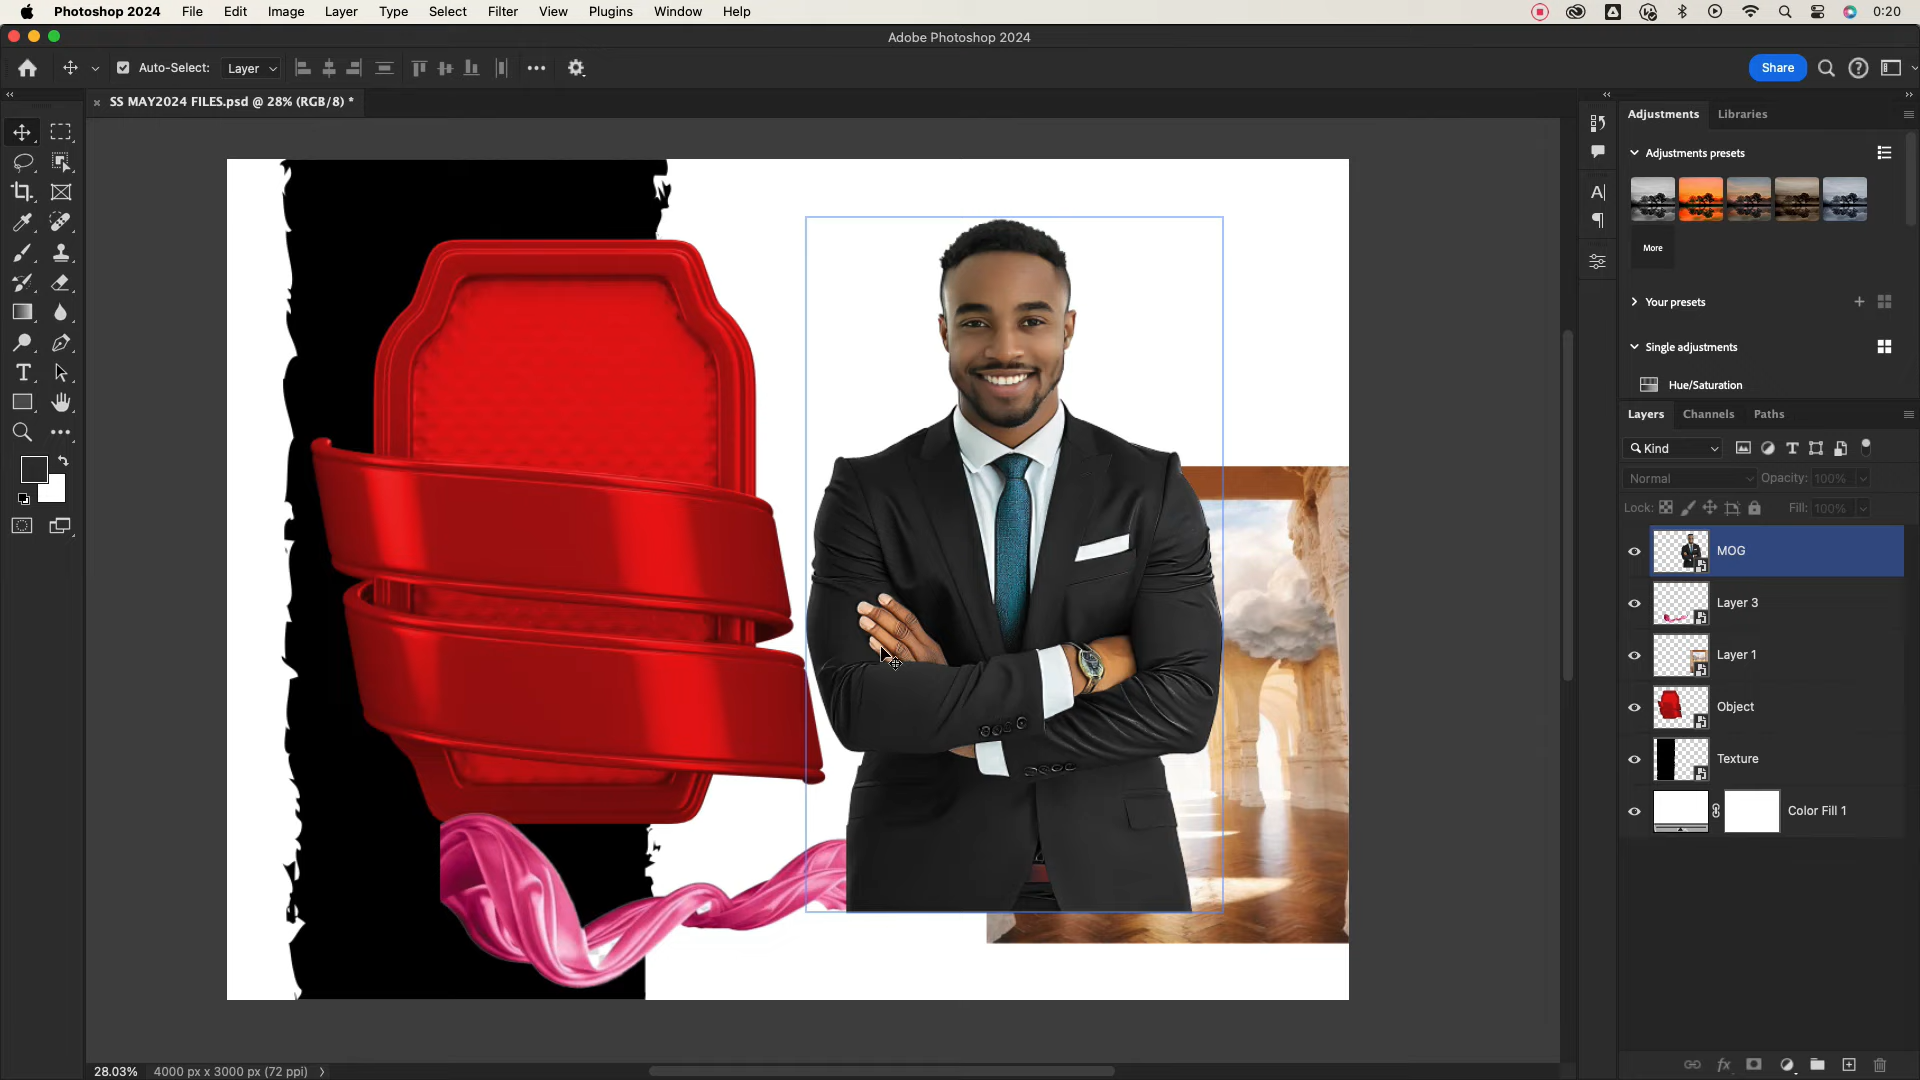 Photoshop 2024 File Edit Image Layer Type Select Filter View Plugins Window Help 0:20
Adobe Photoshop 2024
Auto-Select: Layer Share
SS MAY2024 FILES.psd @ 28% (RGB/8) *
Adjustments Libraries
Adjustments presets
More
Your presets
Single adjustments
Hue/Saturation
Layers Channels Paths
Kind
Normal Opacity: 100%
Lock: Fill: 100%
MOG
Layer 3
Layer 1
Object
Texture
Color Fill 1
28.03% 4000 px x 3000 px (72 ppi)